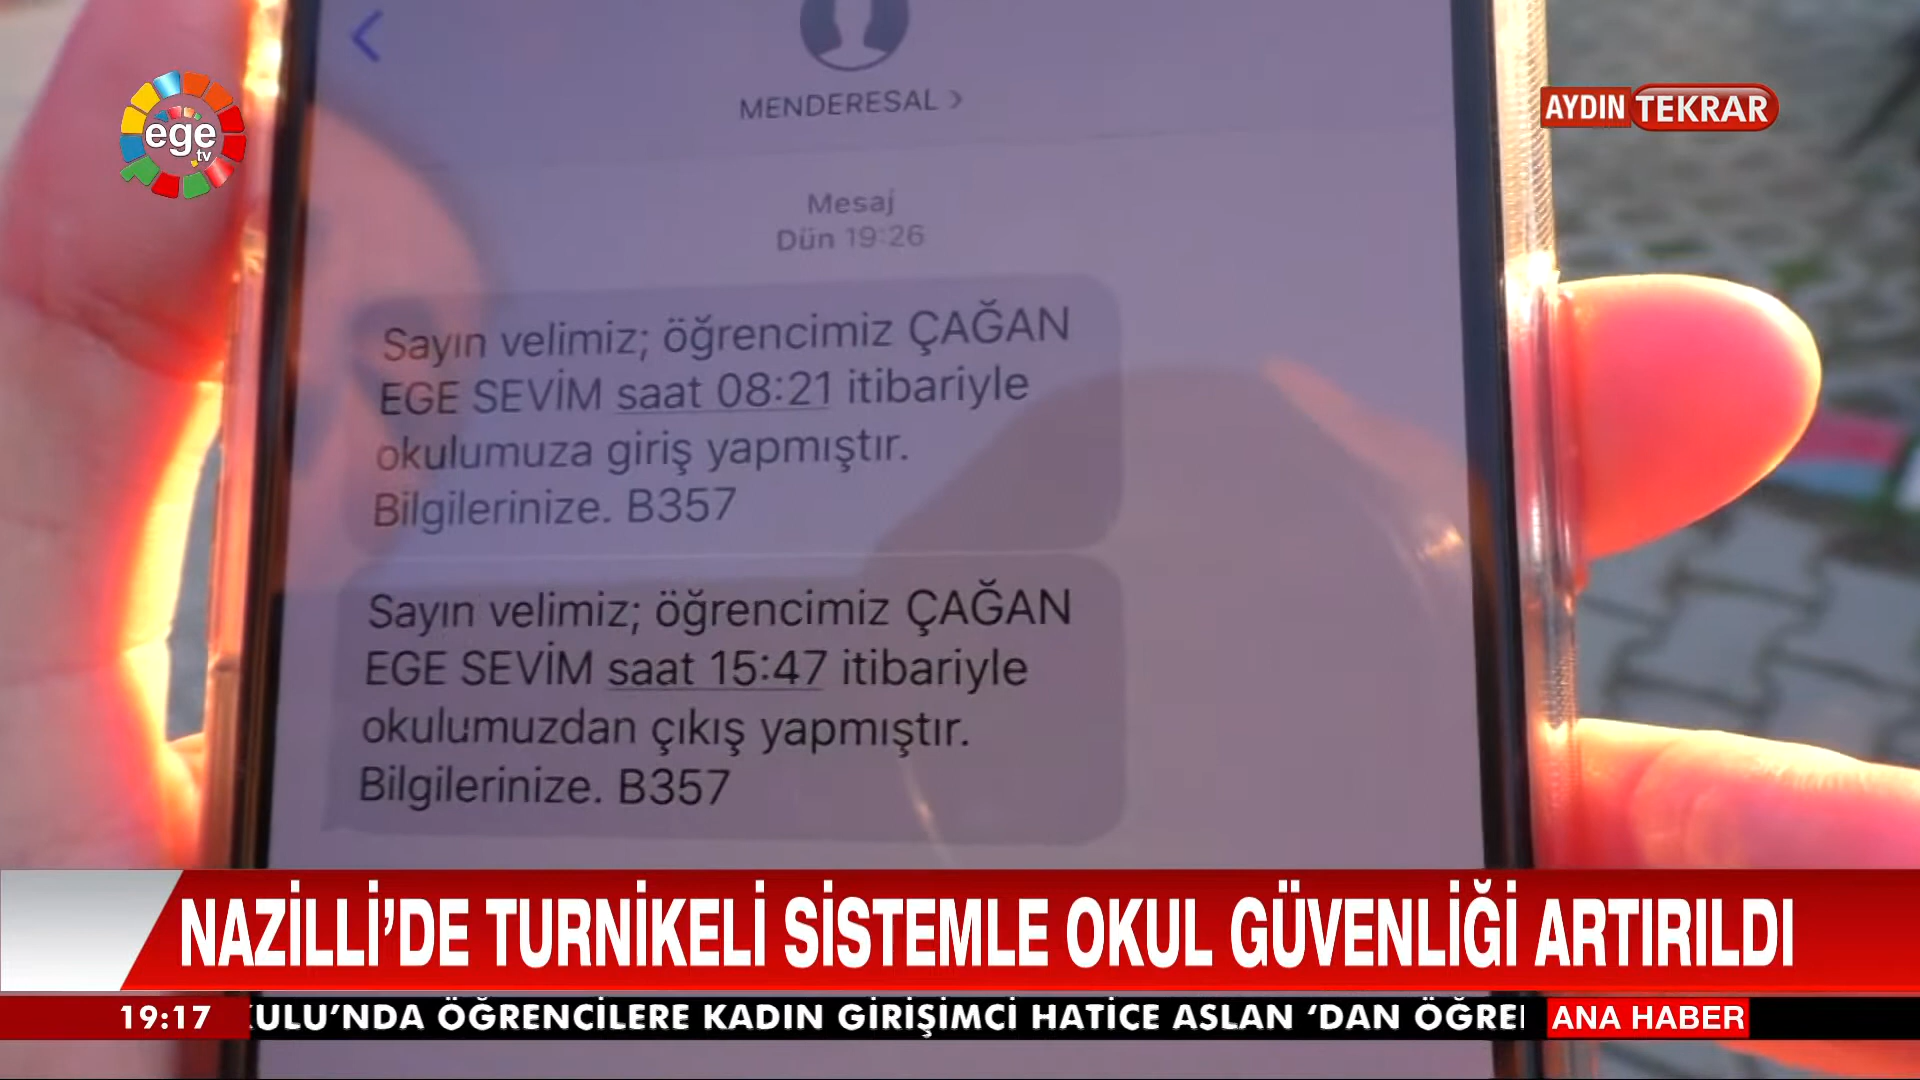 ege
tv
AYDIN TEKRAR
MENDERESAL >
Mesaj
Dün 19:26
Sayın velimiz; öğrencimiz ÇAĞAN
EGE SEVİM saat 08:21 itibariyle
okulumuza giriş yapmıştır.
Bilgilerinize. B357
Sayın velimiz; öğrencimiz ÇAĞAN
EGE SEVİM saat 15:47 itibariyle
okulumuzdan çıkış yapmıştır.
Bilgilerinize. B357
NAZİLLİ'DE TURNİKELİ SİSTEMLE OKUL GÜVENLİĞİ ARTIRILDI
19:17 KULU'NDA ÖĞRENCİLERE KADIN GİRİŞİMCİ HATİCE ASLAN ‘DAN ÖĞRE ANA HABER